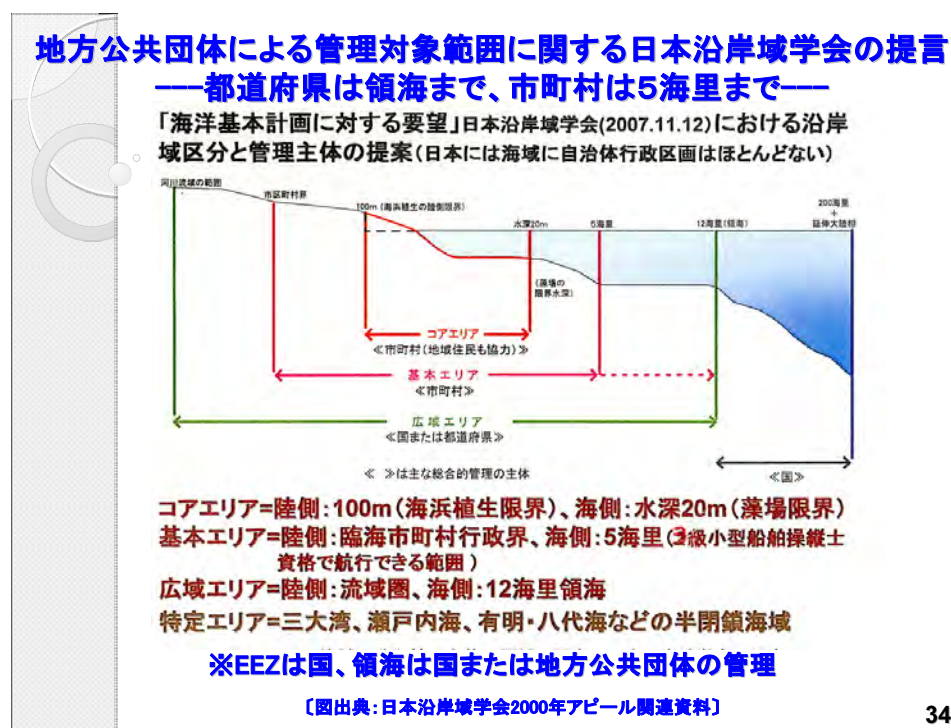 地方公共団体による管理対象範囲に関する日本沿岸域学会の提言
---都道府県は領海まで、市町村は5海里まで---
「海洋基本計画に対する要望」日本沿岸域学会(2007.11.12)における沿岸
域区分と管理主体の提案(日本には海域に自治体行政区画はほとんどない)
河川流域の範囲
市区町村界
100m (海浜植生の陸側限界)
水深20m
5海里
12海里(領海)
200海里
+
延伸大陸棚
(藻場の
限界水深)
コアエリア
≪市町村(地域住民も協力)≫
基本エリア
≪市町村≫
広域エリア
≪国または都道府県≫
≪ ≫は主な総合的管理の主体
≪国≫
コアエリア=陸側:100m(海浜植生限界)、海側:水深20m(藻場限界)
基本エリア=陸側:臨海市町村行政界、海側:5海里(2級小型船舶操縦士
資格で航行できる範囲)
広域エリア=陸側:流域圏、海側:12海里領海
特定エリア=三大湾、瀬戸内海、有明・八代海などの半閉鎖海域
※EEZは国、領海は国または地方公共団体の管理
〔図出典:日本沿岸域学会2000年アピール関連資料〕
34